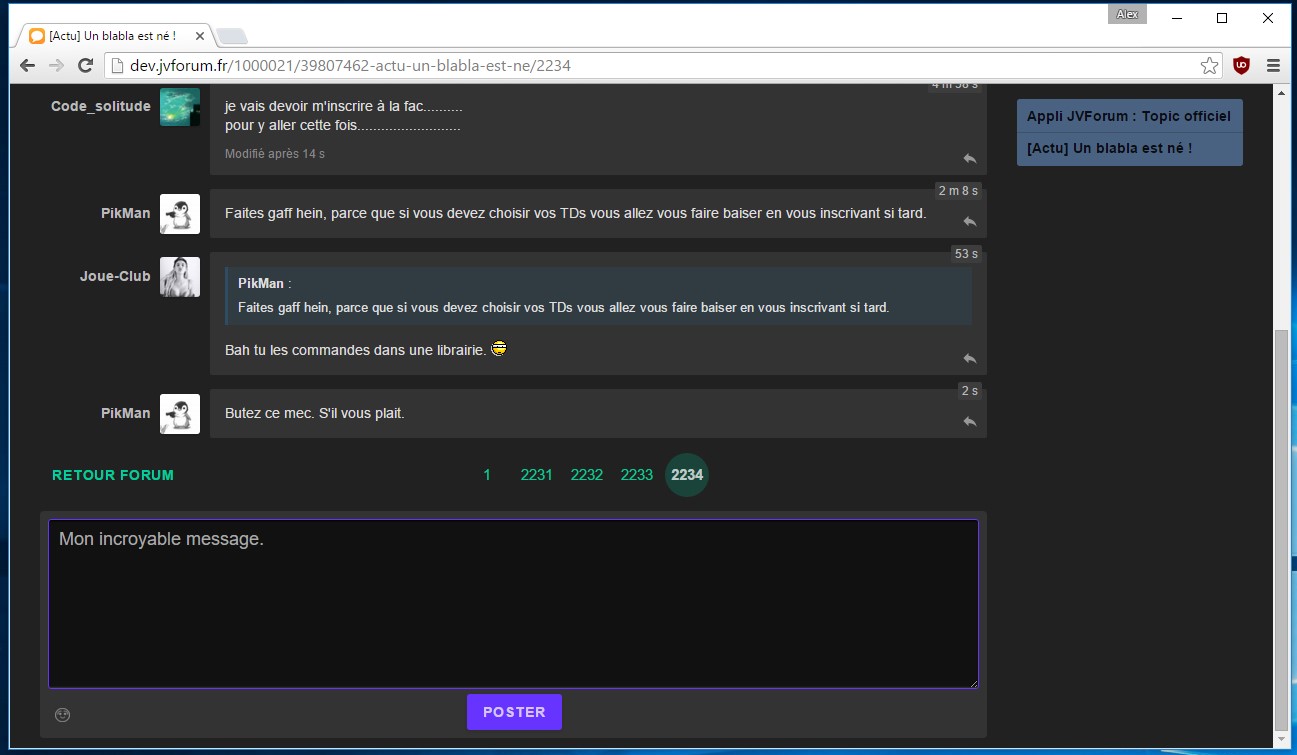 Alex
[Actu] Un blabla est né !
dev.jvforum.fr/1000021/39807462-actu-un-blabla-est-ne/2234
4 m 58 s
Code_solitude
je vais devoir m'inscrire à la fac..........
pour y aller cette fois..........................
Modifié après 14 s
Appli JVForum : Topic officiel
[Actu] Un blabla est né !
2 m 8 s
PikMan
Faites gaff hein, parce que si vous devez choisir vos TDs vous allez vous faire baiser en vous inscrivant si tard.
53 s
Joue-Club
PikMan :
Faites gaff hein, parce que si vous devez choisir vos TDs vous allez vous faire baiser en vous inscrivant si tard.
Bah tu les commandes dans une librairie.
2 s
PikMan
Butez ce mec. S'il vous plait.
RETOUR FORUM 1 2231 2232 2233 2234
Mon incroyable message.
POSTER